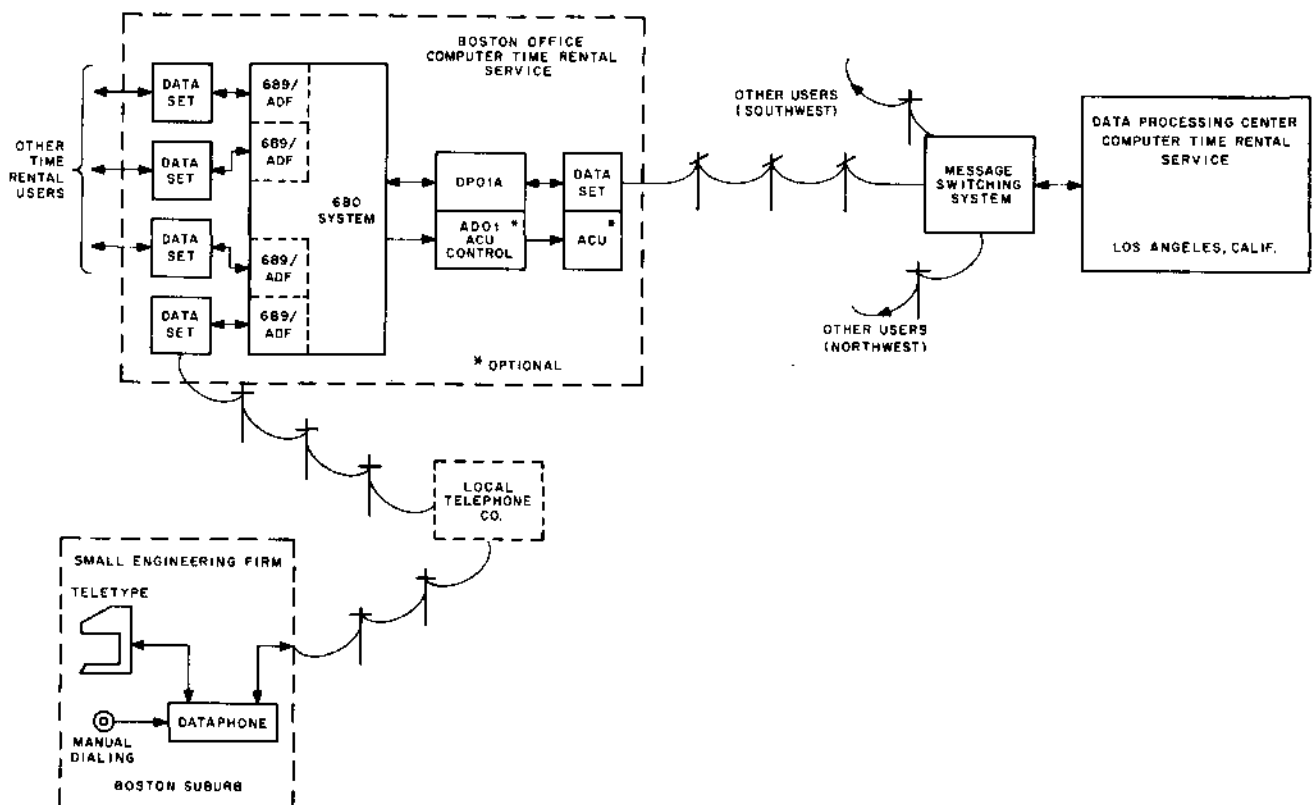 BOSTON OFFICE
COMPUTER TIME RENTAL
SERVICE
OTHER
TIME
RENTAL
USERS
DATA
SET
DATA
SET
DATA
SET
DATA
SET
689/
ADF
689/
ADF
689/
ADF
689/
ADF
680
SYSTEM
DP01A
AD01 *
ACU
CONTROL
DATA
SET
ACU *
* OPTIONAL
OTHER USERS
(SOUTHWEST)
MESSAGE
SWITCHING
SYSTEM
OTHER USERS
(NORTHWEST)
DATA PROCESSING CENTER
COMPUTER TIME RENTAL
SERVICE
LOS ANGELES, CALIF.
LOCAL
TELEPHONE
CO.
SMALL ENGINEERING FIRM
TELETYPE
DATAPHONE
MANUAL
DIALING
BOSTON SUBURB